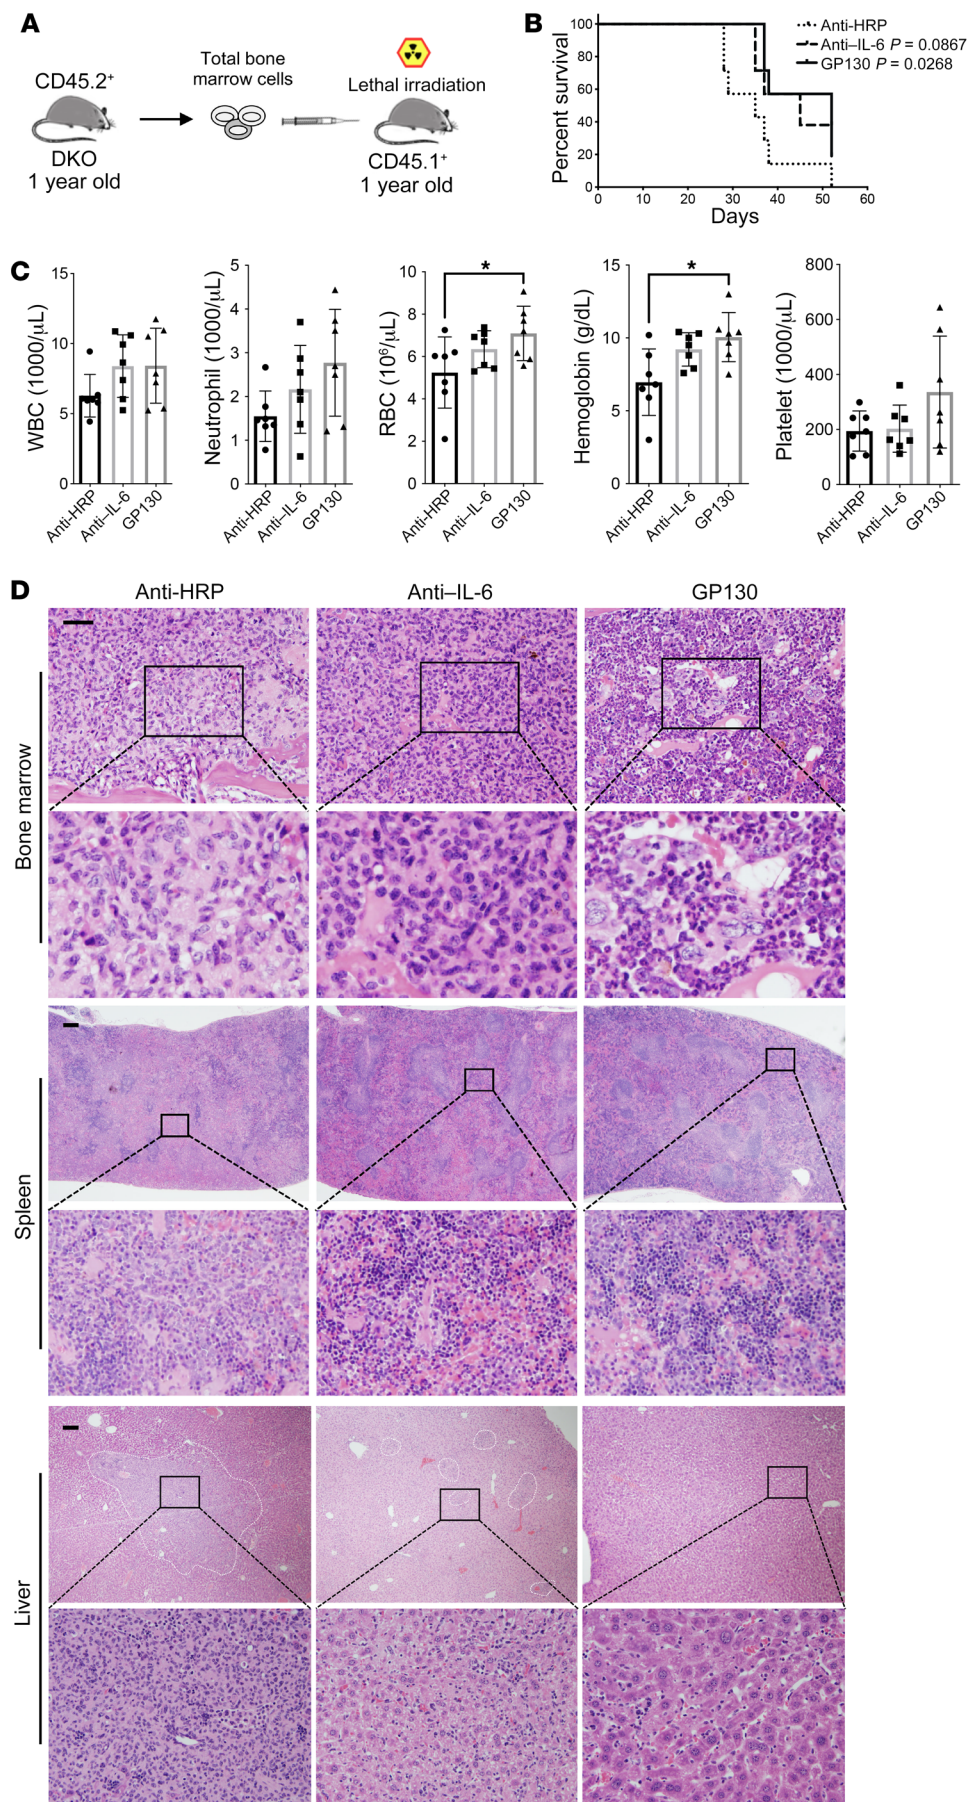 A
CD45.2+
DKO
1 year old
Total bone
marrow cells
Lethal irradiation
CD45.1+
1 year old
B
Percent survival
100
80
60
40
20
0
0 10 20 30 40 50 60
Days
Anti-HRP
Anti–IL-6 P = 0.0867
GP130 P = 0.0268
C
WBC (1000/μL)
15
10
5
0
Anti-HRP
Anti–IL-6
GP130
Neutrophil (1000/μL)
5
4
3
2
1
0
Anti-HRP
Anti–IL-6
GP130
RBC (10⁶/μL)
10
8
6
4
2
0
*
Anti-HRP
Anti–IL-6
GP130
Hemoglobin (g/dL)
15
10
5
0
*
Anti-HRP
Anti–IL-6
GP130
Platelet (1000/μL)
800
600
400
200
0
Anti-HRP
Anti–IL-6
GP130
D
Anti-HRP Anti–IL-6 GP130
Bone marrow
Spleen
Liver